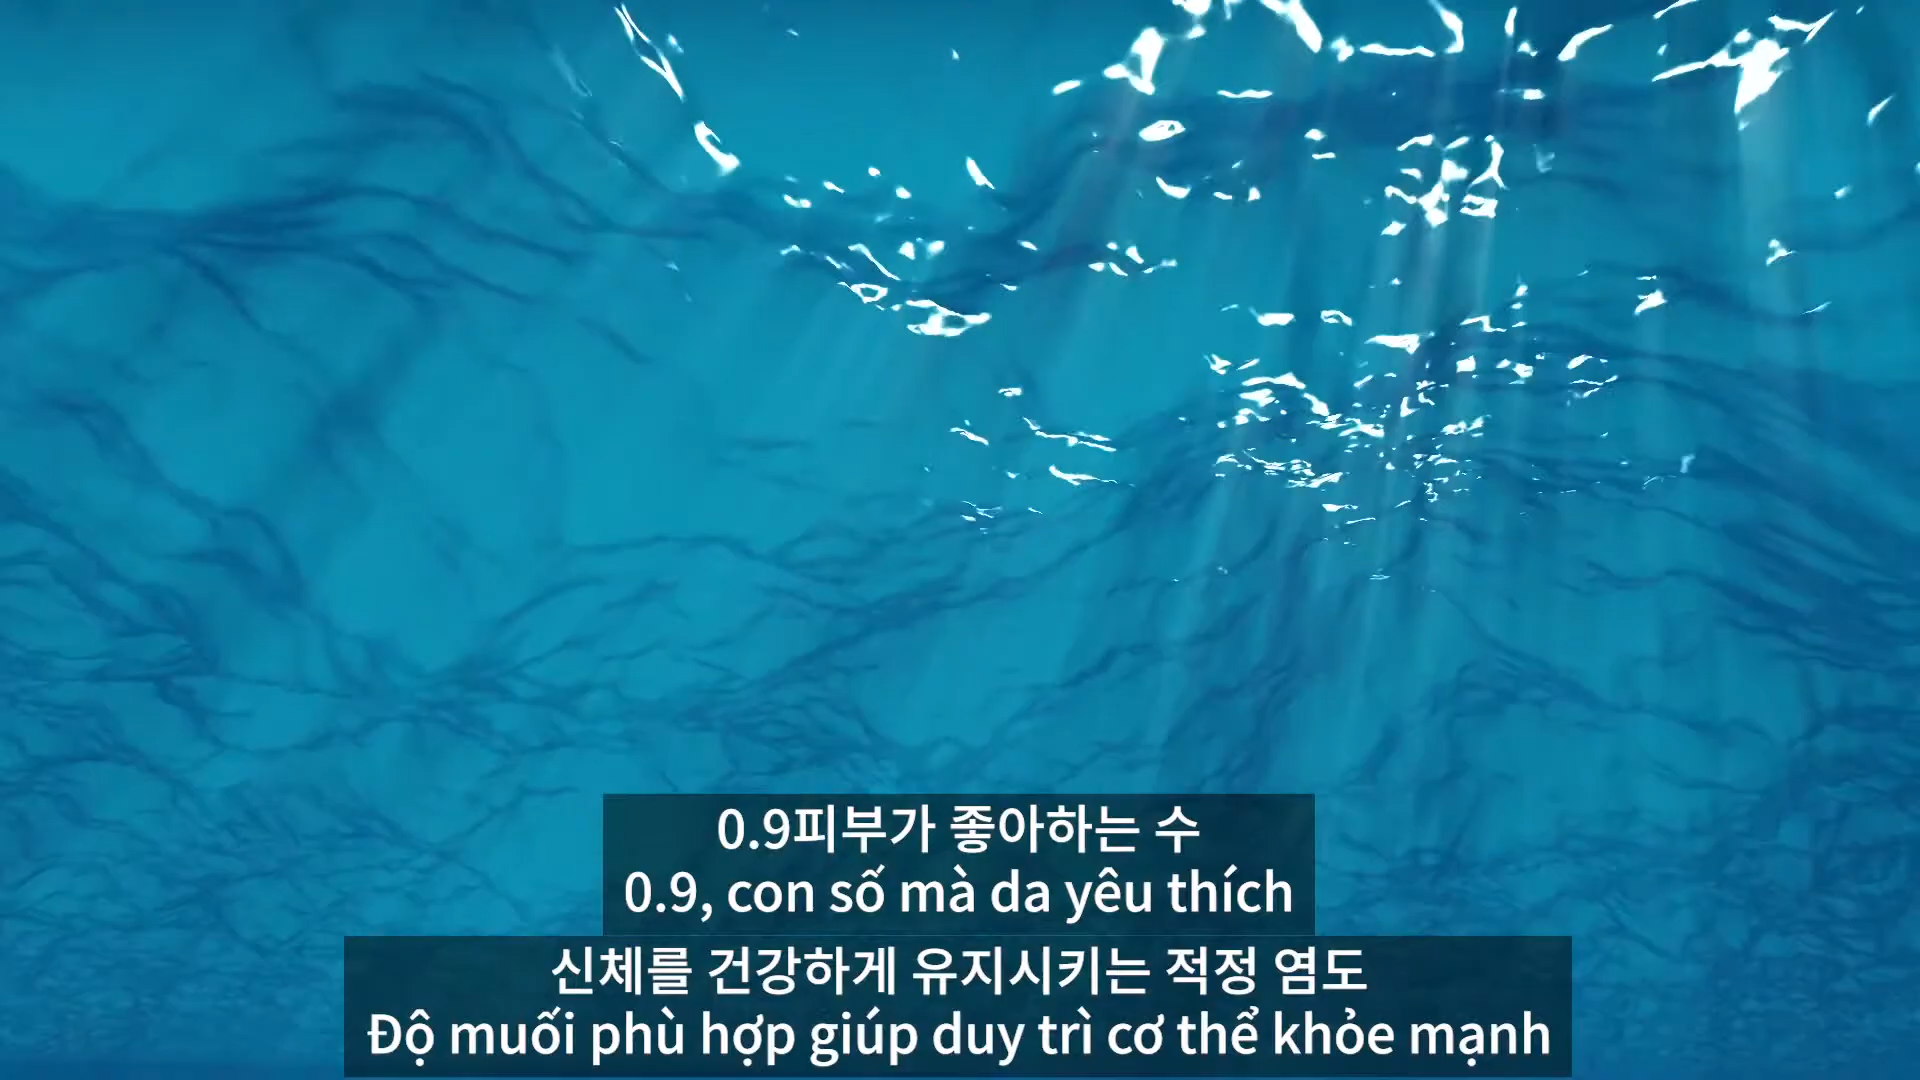 0.9피부가 좋아하는 수
0.9, con số mà da yêu thích
신체를 건강하게 유지시키는 적정 염도
Độ muối phù hợp giúp duy trì cơ thể khỏe mạnh